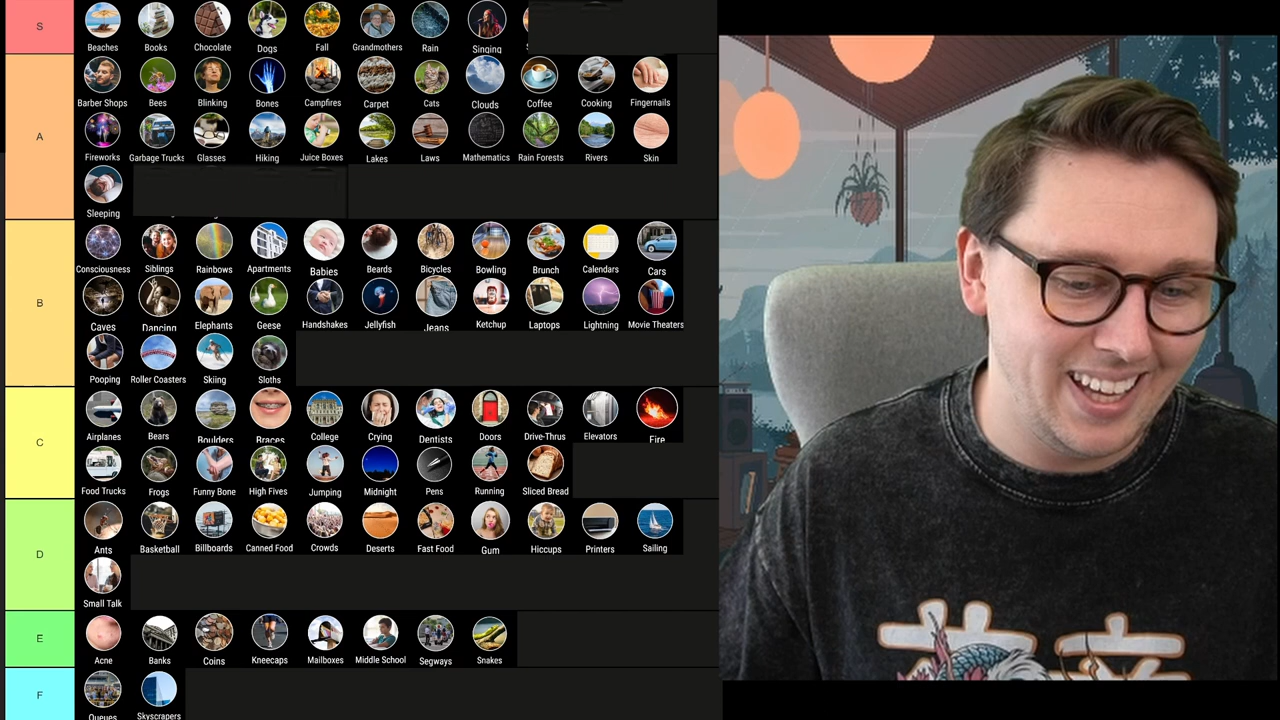 S
Beaches Books Chocolate Dogs Fall Grandmothers Rain Singing
A
Barber Shops Bees Blinking Bones Campfires Carpet Cats Clouds Coffee Cooking Fingernails
Fireworks Garbage Trucks Glasses Hiking Juice Boxes Lakes Laws Mathematics Rain Forests Rivers Skin
Sleeping
B
Consciousness Siblings Rainbows Apartments Babies Beards Bicycles Bowling Brunch Calendars Cars
Caves Dancing Elephants Geese Handshakes Jellyfish Jeans Ketchup Laptops Lightning Movie Theaters
Pooping Roller Coasters Skiing Sloths
C
Airplanes Bears Boulders Braces College Crying Dentists Doors Drive-Thrus Elevators Fire
Food Trucks Frogs Funny Bone High Fives Jumping Midnight Pens Running Sliced Bread
D
Ants Basketball Billboards Canned Food Crowds Deserts Fast Food Gum Hiccups Printers Sailing
Small Talk
E
Acne Banks Coins Kneecaps Mailboxes Middle School Segways Snakes
F
Queues Skyscrapers